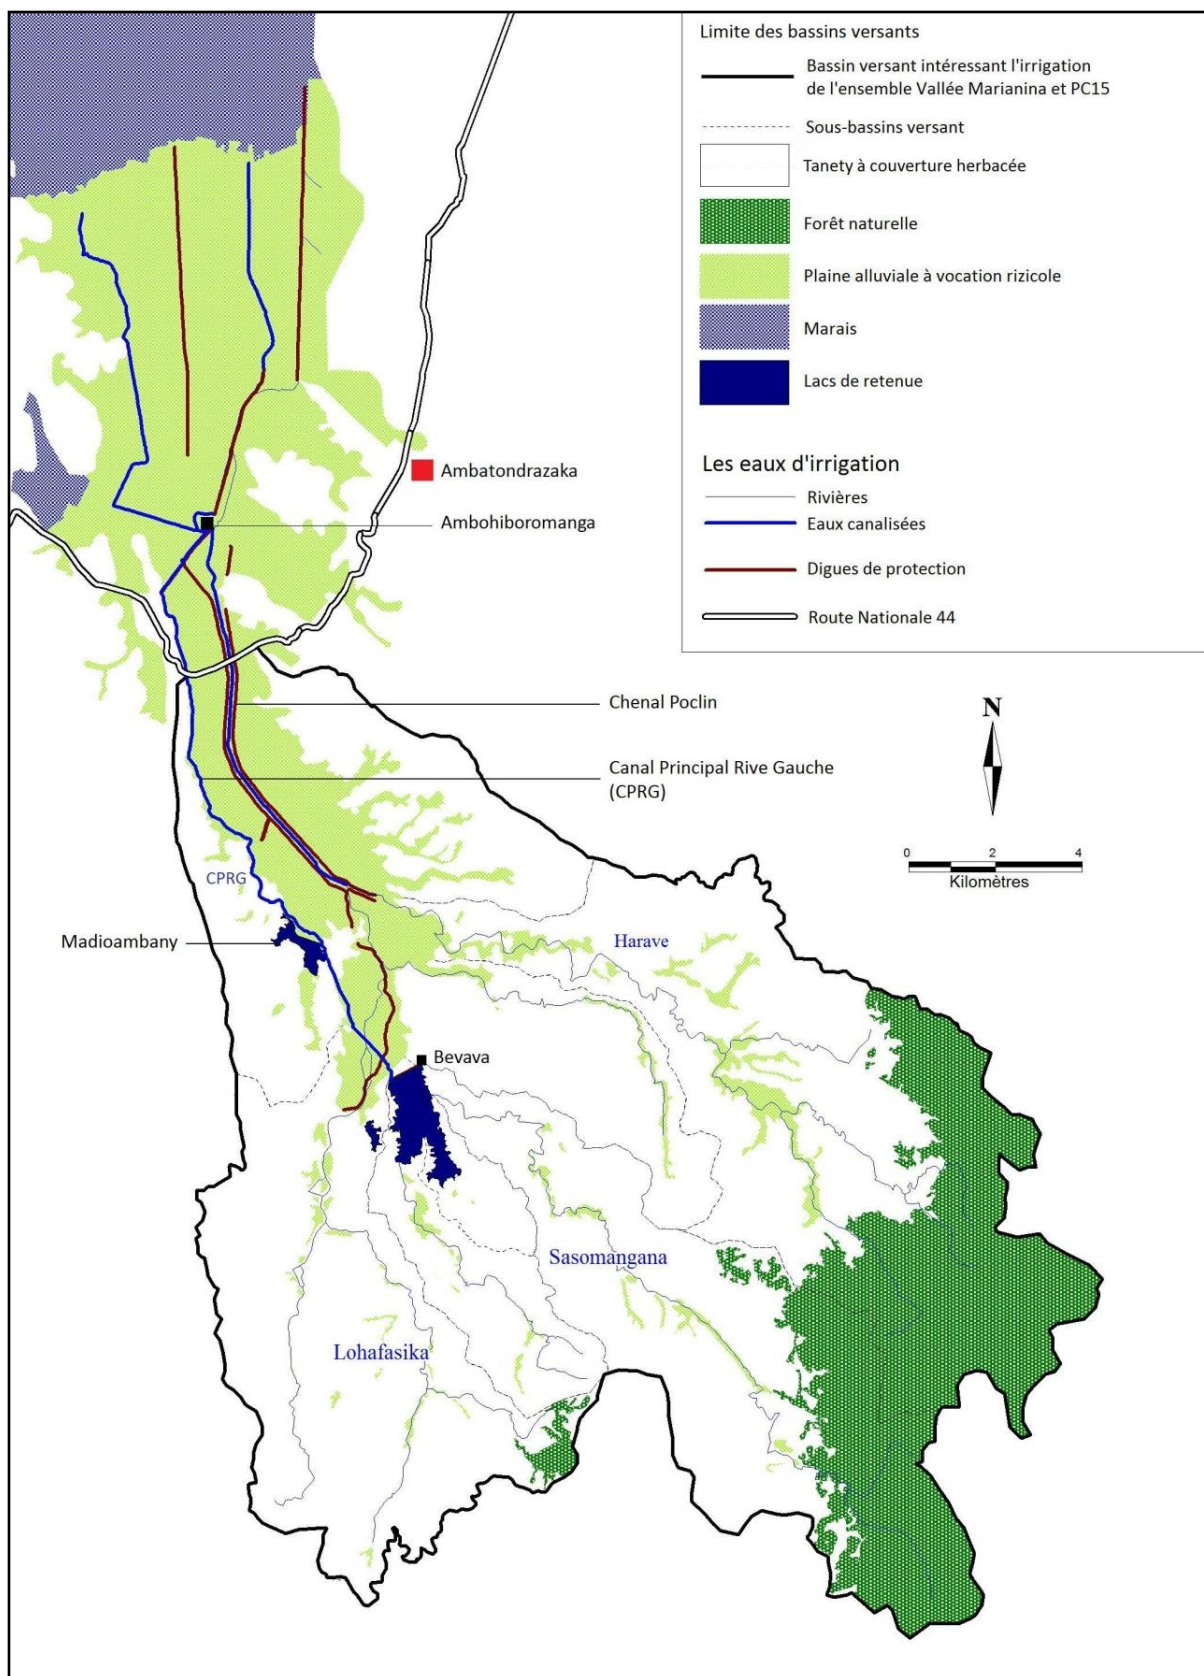 Limite des bassins versants
Bassin versant intéressant l'irrigation
de l'ensemble Vallée Marianina et PC15
Sous-bassins versant
Tanety à couverture herbacée
Forêt naturelle
Plaine alluviale à vocation rizicole
Marais
Lacs de retenue
Les eaux d'irrigation
Rivières
Eaux canalisées
Digues de protection
Route Nationale 44
Ambatondrazaka
Ambohiboromanga
Chenal Poclin
Canal Principal Rive Gauche
(CPRG)
N
0 2 4
Kilomètres
CPRG
Madioambany
Harave
Bevava
Sasomangana
Lohafasika